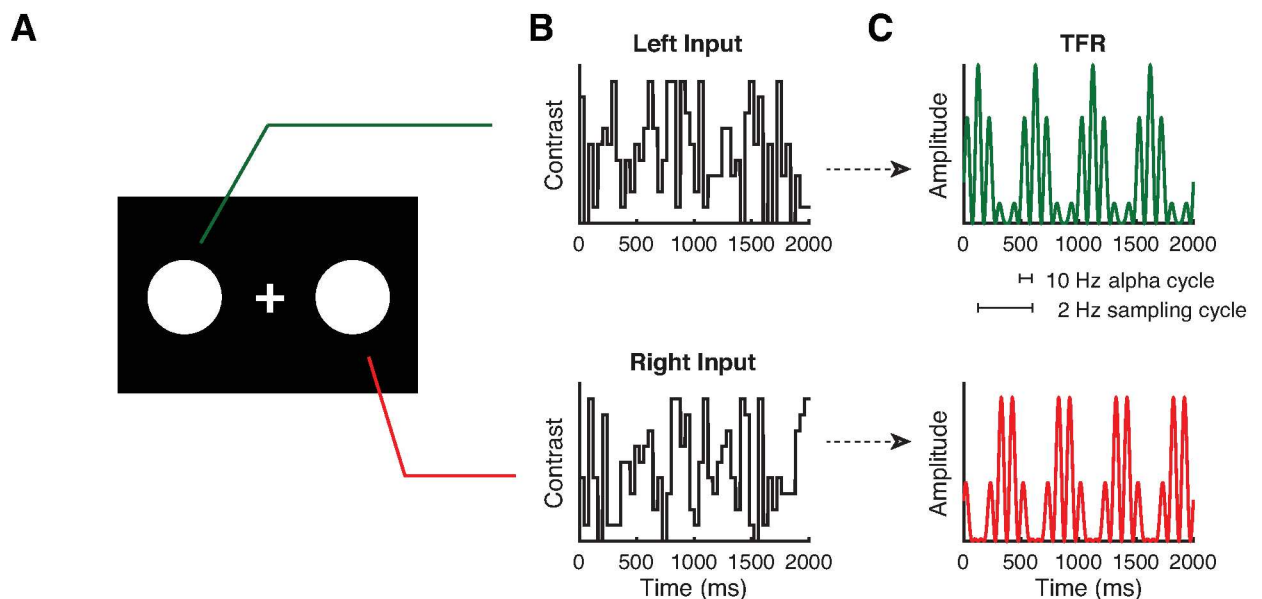 A
B
C
Left Input
Contrast
0 500 1000 1500 2000
TFR
Amplitude
0 500 1000 1500 2000
10 Hz alpha cycle
2 Hz sampling cycle
Right Input
Contrast
0 500 1000 1500 2000
Time (ms)
Amplitude
0 500 1000 1500 2000
Time (ms)